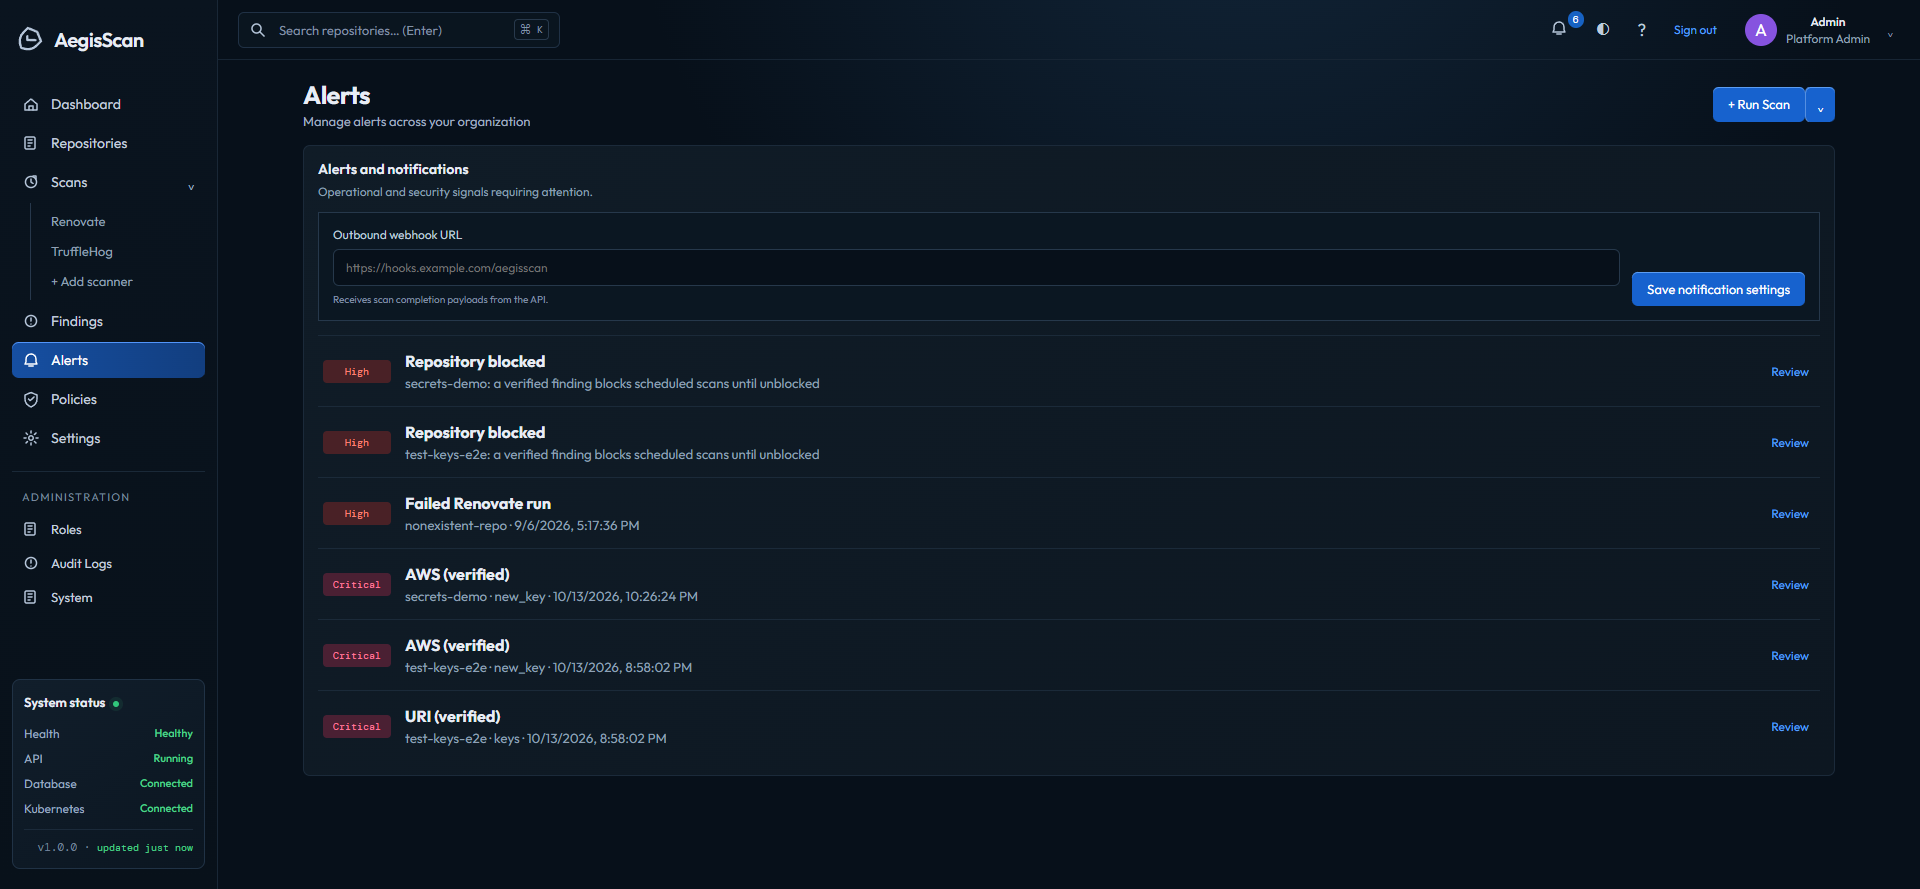 AegisScan
Dashboard
Repositories
Scans
Renovate
TruffleHog
+ Add scanner
Findings
Alerts
Policies
Settings
ADMINISTRATION
Roles
Audit Logs
System
System status
Health Healthy
API Running
Database Connected
Kubernetes Connected
v1.0.0 · updated just now
Search repositories... (Enter) ⌘ K
6
?
Sign out
A
Admin
Platform Admin
Alerts
Manage alerts across your organization
+ Run Scan
Alerts and notifications
Operational and security signals requiring attention.
Outbound webhook URL
https://hooks.example.com/aegisscan
Receives scan completion payloads from the API.
Save notification settings
High
Repository blocked
secrets-demo: a verified finding blocks scheduled scans until unblocked
Review
High
Repository blocked
test-keys-e2e: a verified finding blocks scheduled scans until unblocked
Review
High
Failed Renovate run
nonexistent-repo · 9/6/2026, 5:17:36 PM
Review
Critical
AWS (verified)
secrets-demo · new_key · 10/13/2026, 10:26:24 PM
Review
Critical
AWS (verified)
test-keys-e2e · new_key · 10/13/2026, 8:58:02 PM
Review
Critical
URI (verified)
test-keys-e2e · keys · 10/13/2026, 8:58:02 PM
Review